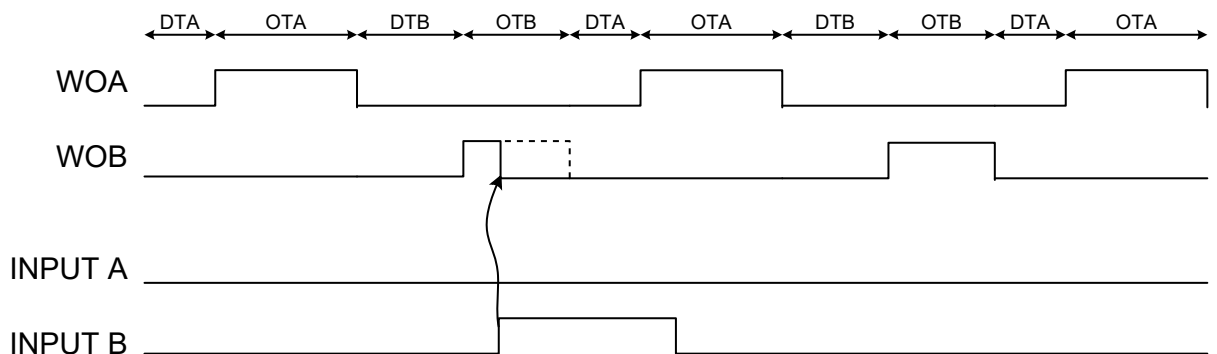 DTA OTA DTB OTB DTA OTA DTB OTB DTA OTA
WOA
WOB
INPUT A
INPUT B